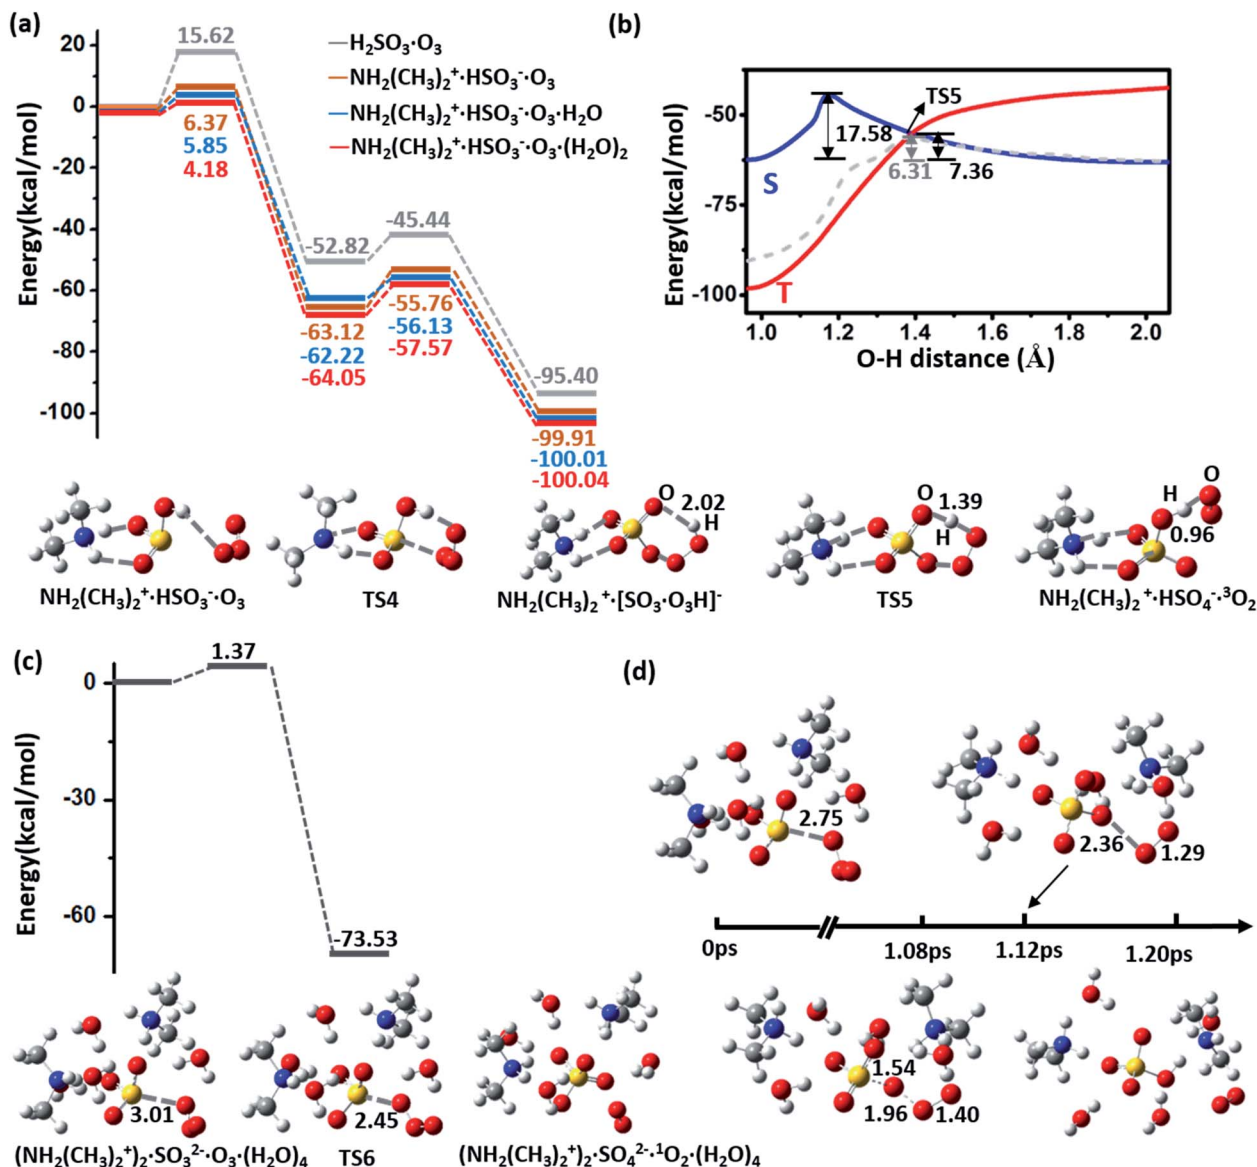 (a)
Energy(kcal/mol)
20
0
-20
-40
-60
-80
-100
H₂SO₃·O₃
NH₂(CH₃)₂⁺·HSO₃⁻·O₃
NH₂(CH₃)₂⁺·HSO₃⁻·O₃·H₂O
NH₂(CH₃)₂⁺·HSO₃⁻·O₃·(H₂O)₂
15.62
6.37
5.85
4.18
-52.82
-63.12
-62.22
-64.05
-45.44
-55.76
-56.13
-57.57
-95.40
-99.91
-100.01
-100.04
(b)
Energy(kcal/mol)
-50
-75
-100
TS5
17.58
6.31
7.36
S
T
1.0 1.2 1.4 1.6 1.8 2.0
O-H distance (Å)
O 2.02
H
O 1.39
H
O
H
0.96
NH₂(CH₃)₂⁺·HSO₃⁻·O₃
TS4
NH₂(CH₃)₂⁺·[SO₃·O₃H]⁻
TS5
NH₂(CH₃)₂⁺·HSO₄⁻·³O₂
(c)
Energy(kcal/mol)
0
-30
-60
1.37
-73.53
3.01
2.45
(NH₂(CH₃)₂⁺)₂·SO₃²⁻·O₃·(H₂O)₄
TS6
(NH₂(CH₃)₂⁺)₂·SO₄²⁻·¹O₂·(H₂O)₄
(d)
2.75
2.36
1.29
0ps
1.08ps
1.12ps
1.20ps
1.54
1.96
1.40